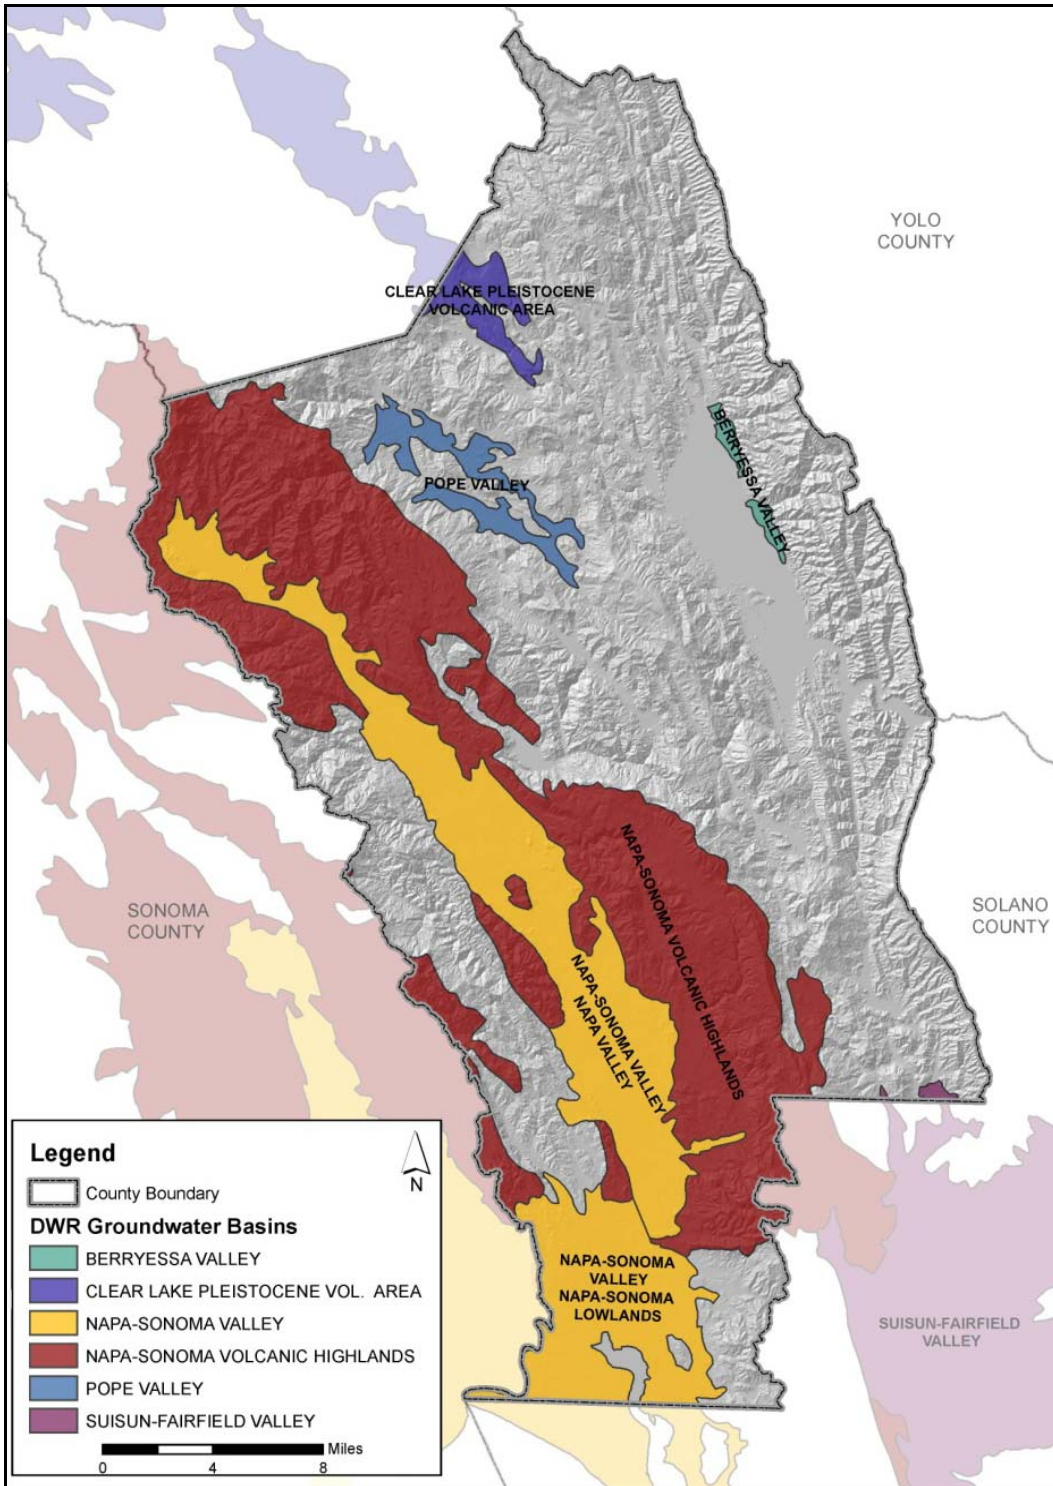 YOLO
COUNTY
CLEAR LAKE PLEISTOCENE
VOLCANIC AREA
BERRYESSA VALLEY
POPE VALLEY
NAPA-SONOMA VOLCANIC HIGHLANDS
SONOMA
COUNTY
SOLANO
COUNTY
NAPA-SONOMA VALLEY
NAPA VALLEY
NAPA-SONOMA
VALLEY
NAPA-SONOMA
LOWLANDS
SUISUN-FAIRFIELD
VALLEY
Legend
N
County Boundary
DWR Groundwater Basins
BERRYESSA VALLEY
CLEAR LAKE PLEISTOCENE VOL. AREA
NAPA-SONOMA VALLEY
NAPA-SONOMA VOLCANIC HIGHLANDS
POPE VALLEY
SUISUN-FAIRFIELD VALLEY
Miles
0 4 8